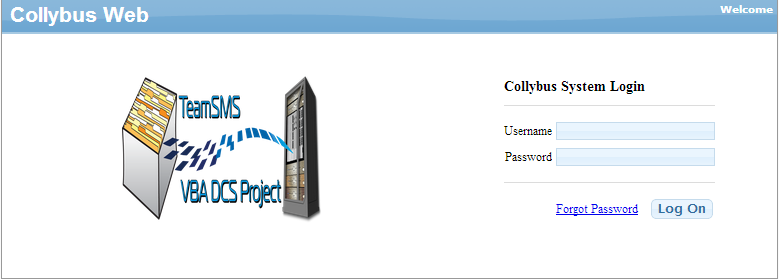 Collybus Web
Welcome
TeamSMS
VBA DCS Project
Collybus System Login
Username
Password
Forgot Password
Log On